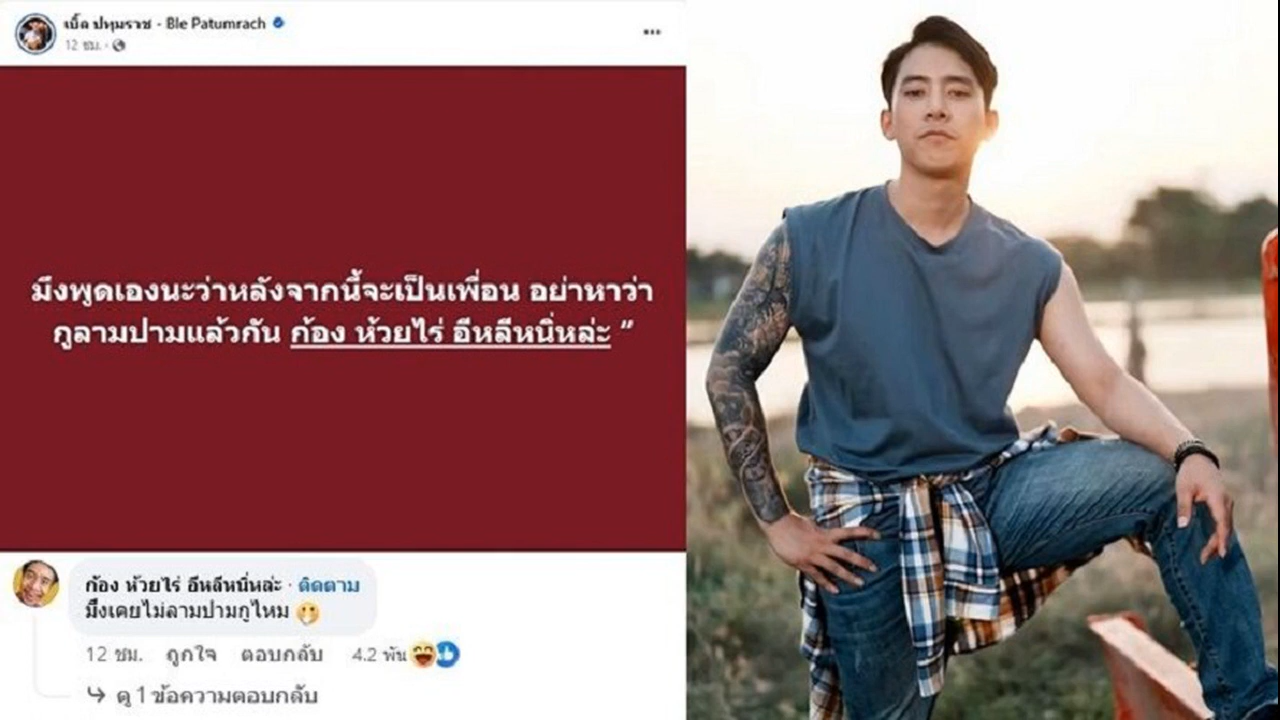 เบิ้ล ปทุมราช - Ble Patumrach
12 ชม.
มึงพูดเองนะว่าหลังจากนี้จะเป็นเพื่อน อย่าหาว่า
กูลามปามแล้วกัน ก้อง ห้วยไร่ อีหลีหนิ่หล่ะ “
ก้อง ห้วยไร่ อีหลีหนิ่หล่ะ · ติดตาม
มึงเคยไม่ลามปามกูไหม
12 ชม. ถูกใจ ตอบกลับ 4.2 พัน
ดู 1 ข้อความตอบกลับ